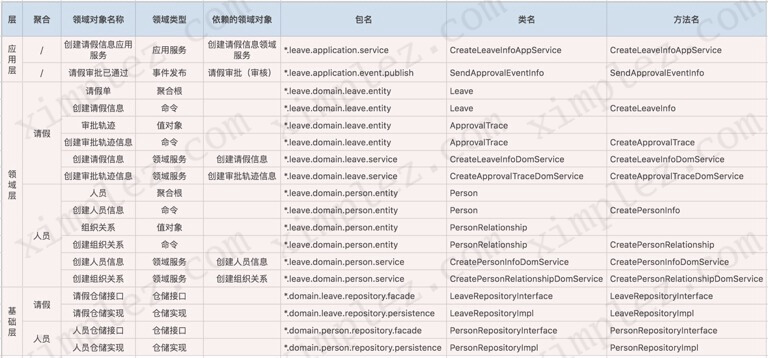 层 聚合 领域对象名称 领域类型 依赖的领域对象 包名 类名 方法名
应用层 / 创建请假信息应用服务 应用服务 创建请假信息领域服务 *.leave.application.service CreateLeaveInfoAppService CreateLeaveInfoAppService
/ 请假审批已通过 事件发布 请假审批（审核） *.leave.application.event.publish SendApprovalEventInfo SendApprovalEventInfo
领域层 请假 请假单 聚合根 *.leave.domain.leave.entity Leave
创建请假信息 命令 *.leave.domain.leave.entity Leave CreateLeaveInfo
审批轨迹 值对象 *.leave.domain.leave.entity ApprovalTrace
创建审批轨迹信息 命令 *.leave.domain.leave.entity ApprovalTrace CreateApprovalTrace
创建请假信息 领域服务 创建请假信息 *.leave.domain.leave.service CreateLeaveInfoDomService CreateLeaveInfoDomService
创建审批轨迹信息 领域服务 创建审批轨迹信息 *.leave.domain.leave.service CreateApprovalTraceDomService CreateApprovalTraceDomService
人员 人员 聚合根 *.leave.domain.person.entity Person
创建人员信息 命令 *.leave.domain.person.entity Person CreatePersonInfo
组织关系 值对象 *.leave.domain.person.entity PersonRelationship
创建组织关系 命令 *.leave.domain.person.entity PersonRelationship CreatePersonRelationship
创建人员信息 领域服务 创建人员信息 *.leave.domain.person.service CreatePersonInfoDomService CreatePersonInfoDomService
创建组织关系 领域服务 创建组织关系 *.leave.domain.person.service CreatePersonRelationshipDomService CreatePersonRelationshipDomService
基础层 请假 请假仓储接口 仓储接口 *.domain.leave.repository.facade LeaveRepositoryInterface LeaveRepositoryInterface
请假仓储实现 仓储实现 *.domain.leave.repository.persistence LeaveRepositoryImpl LeaveRepositoryImpl
人员 人员仓储接口 仓储接口 *.domain.person.repository.facade PersonRepositoryInterface PersonRepositoryInterface
人员仓储实现 仓储实现 *.domain.person.repository.persistence PersonRepositoryImpl PersonRepositoryImpl